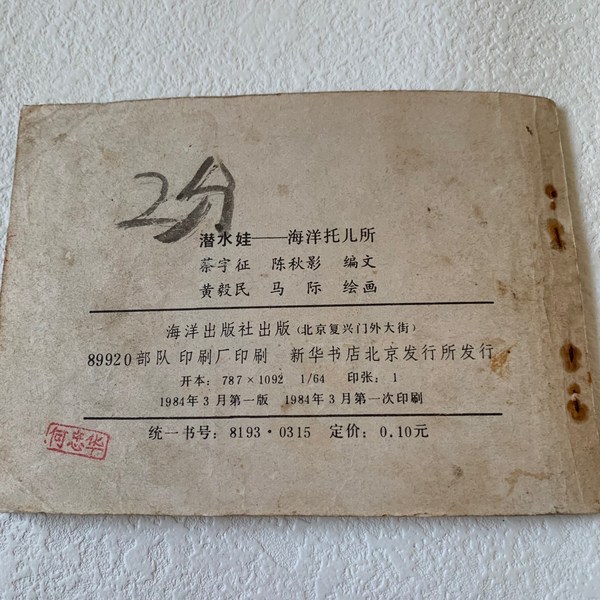 2分
潜水娃——海洋托儿所
蔡宇征 陈秋影 编文
黄毅民 马 际 绘画
海洋出版社出版（北京复兴门外大街）
89920部队 印刷厂印刷 新华书店北京发行所发行
开本：787×1092 1/64 印张：1
1984年3月第一版 1984年3月第一次印刷
统一书号：8193·0315 定价：0.10元
何忠华